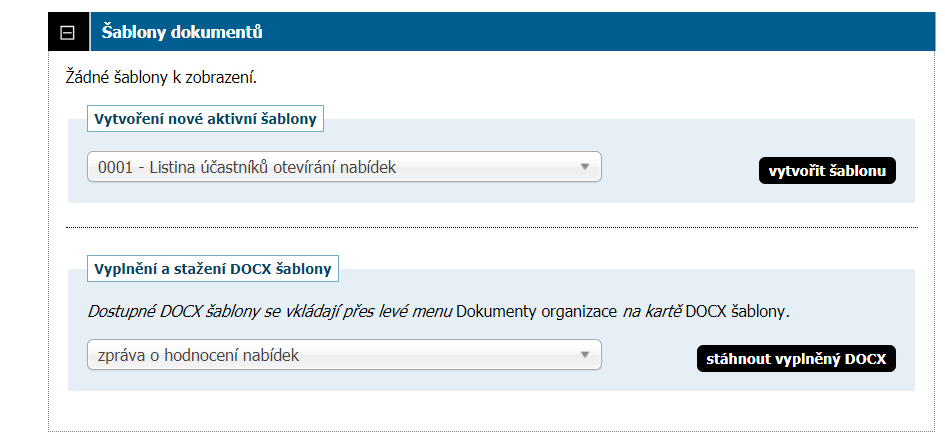 Šablony dokumentů
Žádné šablony k zobrazení.
Vytvoření nové aktivní šablony
0001 - Listina účastníků otevírání nabídek
vytvořit šablonu
Vyplnění a stažení DOCX šablony
Dostupné DOCX šablony se vkládají přes levé menu Dokumenty organizace na kartě DOCX šablony.
zpráva o hodnocení nabídek
stáhnout vyplněný DOCX